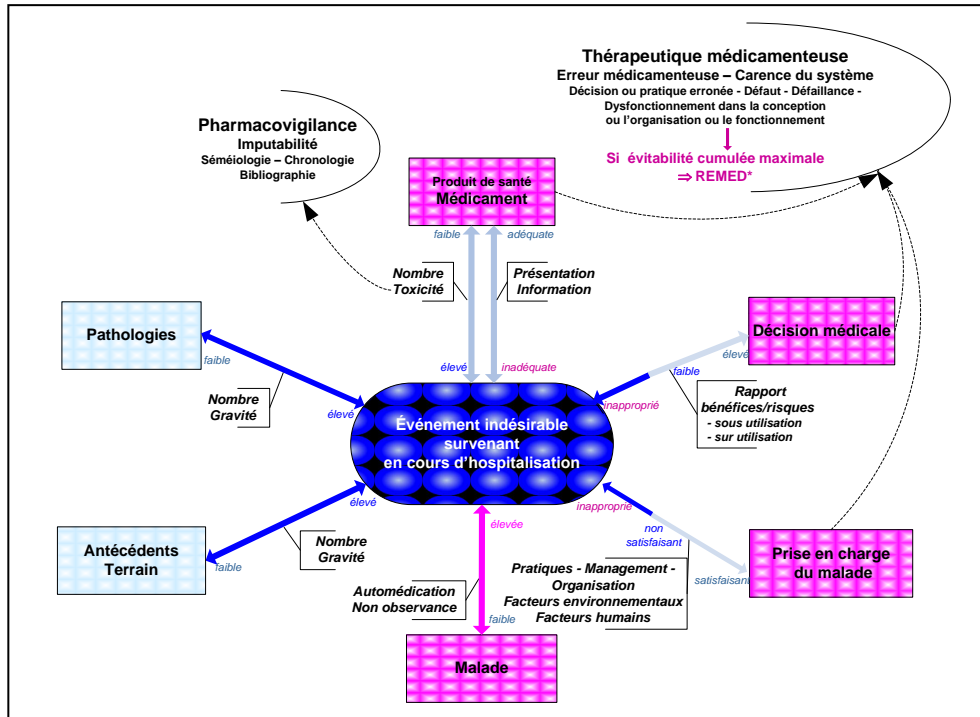 Thérapeutique médicamenteuse
Erreur médicamenteuse – Carence du système
Décision ou pratique erronée - Défaut - Défaillance -
Dysfonctionnement dans la conception
ou l'organisation ou le fonctionnement
Si évitabilité cumulée maximale
⇒ REMED*
Pharmacovigilance
Imputabilité
Séméiologie – Chronologie
Bibliographie
Produit de santé
Médicament
faible
adéquate
Nombre
Toxicité
Présentation
Information
élevé
inadéquate
Pathologies
faible
Nombre
Gravité
élevé
Décision médicale
élevé
faible
inapproprié
Rapport
bénéfices/risques
- sous utilisation
- sur utilisation
Événement indésirable
survenant
en cours d'hospitalisation
Antécédents
Terrain
faible
Nombre
Gravité
élevé
élevée
Automédication
Non observance
faible
Malade
inapproprié
non
satisfaisant
Pratiques - Management -
Organisation
Facteurs environnementaux
Facteurs humains
satisfaisant
Prise en charge
du malade